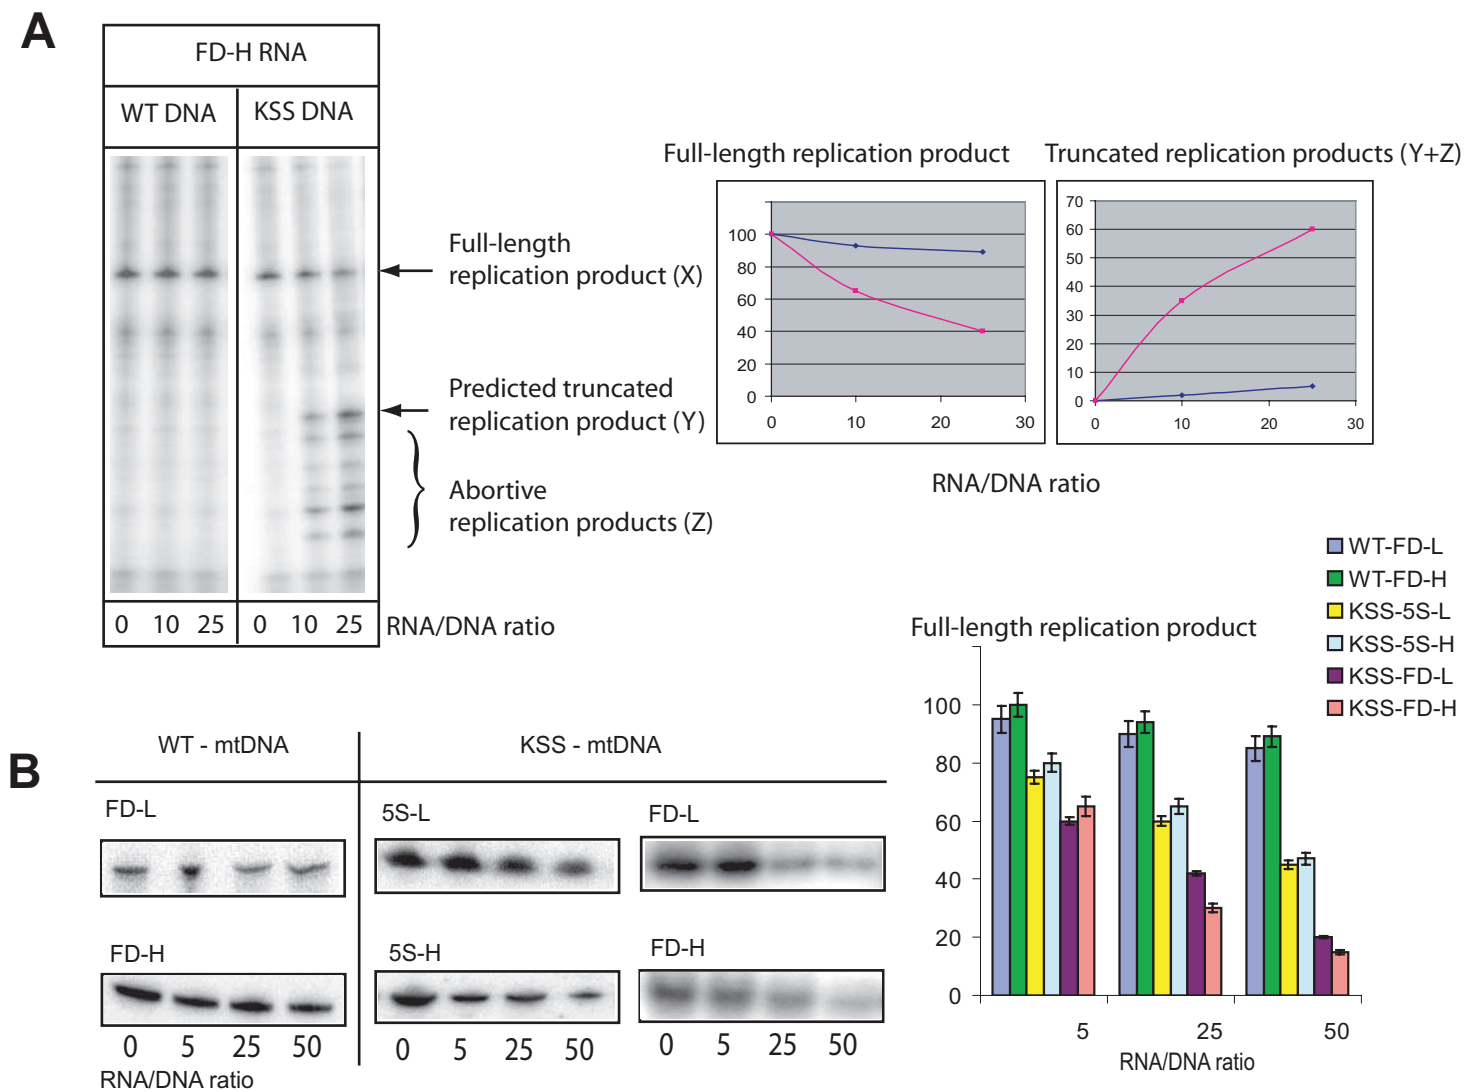 A
FD-H RNA
WT DNA
KSS DNA
0 10 25
0 10 25
RNA/DNA ratio
Full-length
replication product (X)
Predicted truncated
replication product (Y)
Abortive
replication products (Z)
Full-length replication product
100
80
60
40
20
0
0 10 20 30
Truncated replication products (Y+Z)
70
60
50
40
30
20
10
0
0 10 20 30
RNA/DNA ratio
B
WT - mtDNA
KSS - mtDNA
FD-L
5S-L
FD-L
FD-H
5S-H
FD-H
0 5 25 50
0 5 25 50
0 5 25 50
RNA/DNA ratio
Full-length replication product
WT-FD-L
WT-FD-H
KSS-5S-L
KSS-5S-H
KSS-FD-L
KSS-FD-H
100
80
60
40
20
0
5 25 50
RNA/DNA ratio